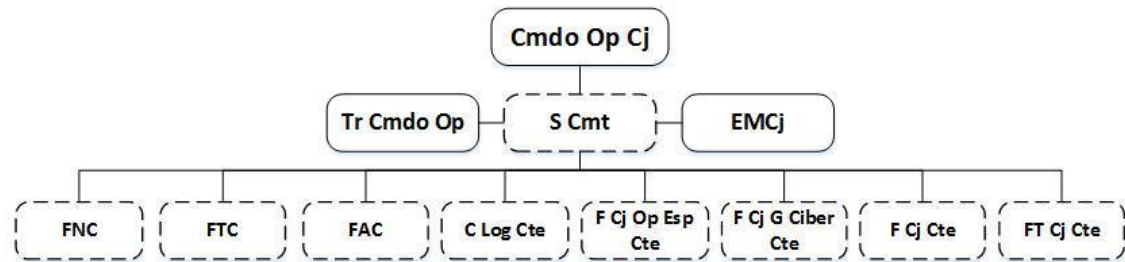 Cmdo Op Cj
Tr Cmdo Op
S Cmt
EMCj
FNC
FTC
FAC
C Log Cte
F Cj Op Esp
Cte
F Cj G Ciber
Cte
F Cj Cte
FT Cj Cte